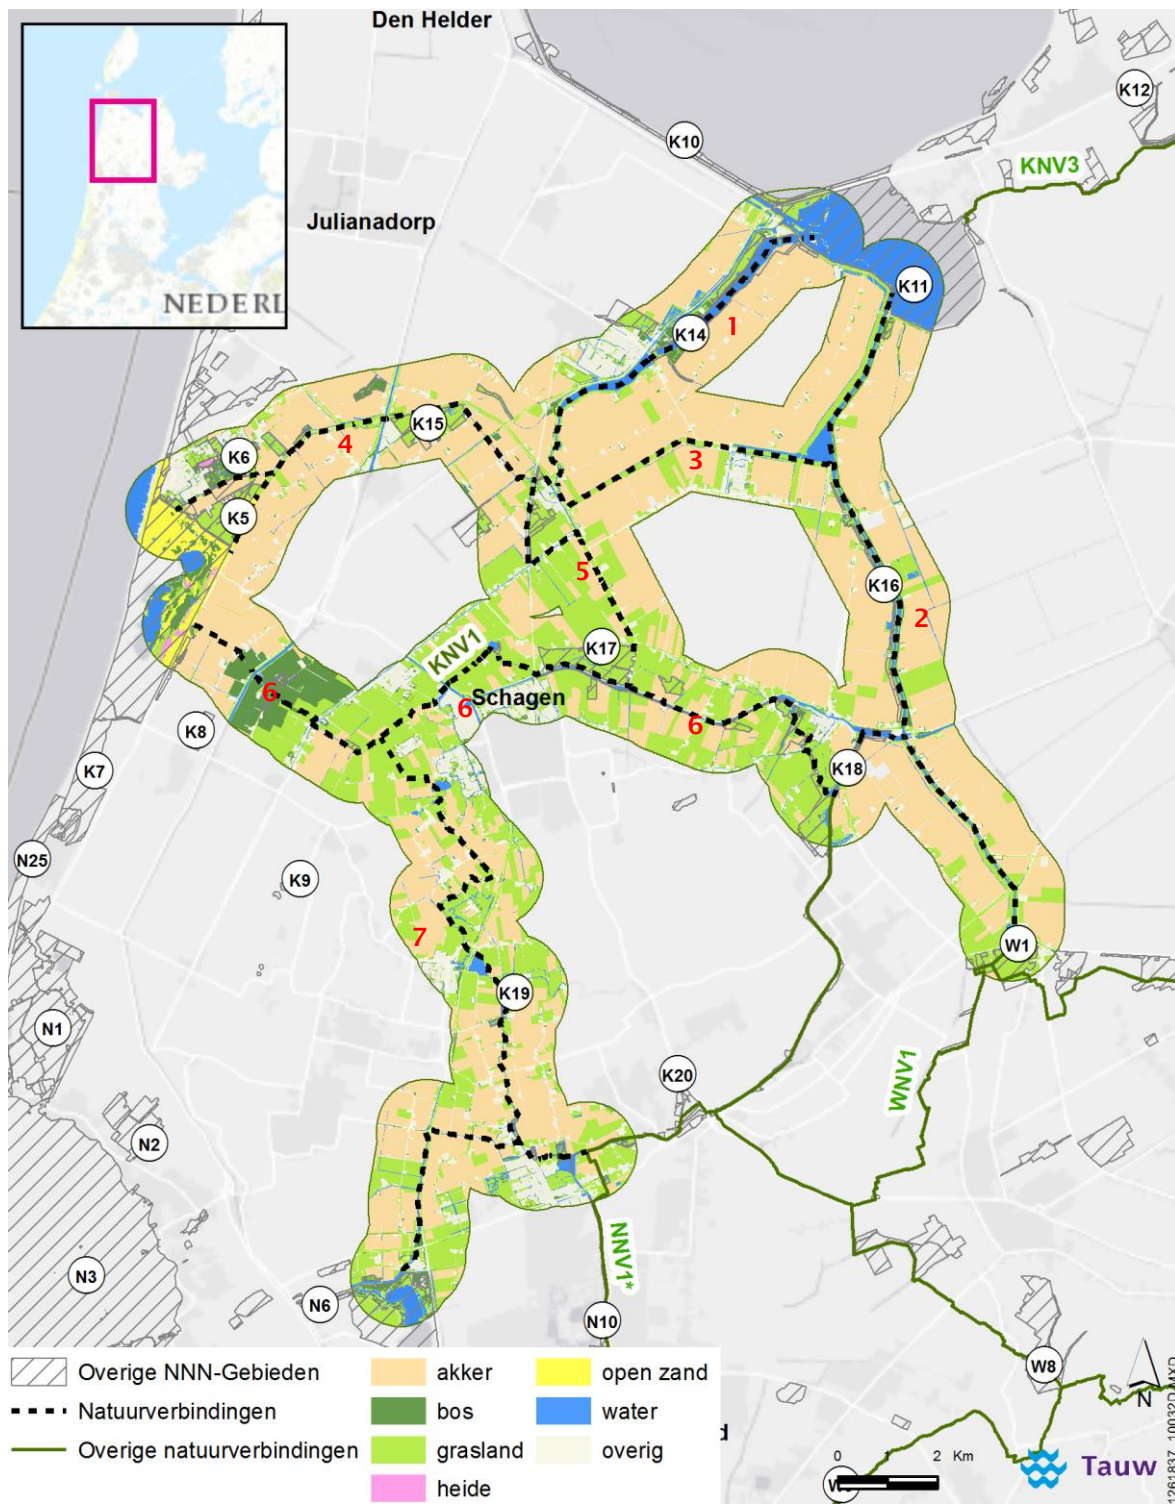 Den Helder
K12
K10
KNV3
Julianadorp
NEDERL
K11
1
K14
K15
4
K6
3
K5
5
K16
2
K17
KNV1
6
Schagen
6
6
K8
K18
K7
N25
K9
7
W1
K19
N1
K20
WNV1
N2
NNV1*
N3
N6
N10
W8
Overige NNN-Gebieden
Natuurverbindingen
Overige natuurverbindingen
akker
bos
grasland
heide
open zand
water
overig
d
N
0 1 2 Km
Tauw
1261837_10032D.MXD